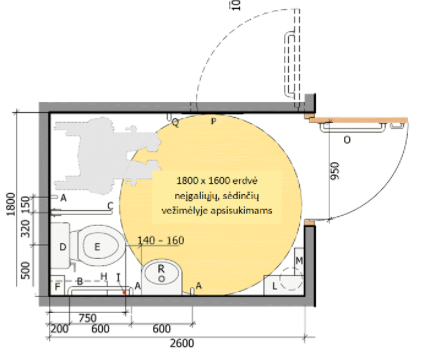 10
Q
P
O
950
1800 x 1600 erdvė
neįgaliųjų, sėdinčių
vežimėlyje apsisukimams
A
C
1800
150
320
500
D
E
140 – 160
R
M
F
B
H
I
A
A
L
750
200
600
600
2600